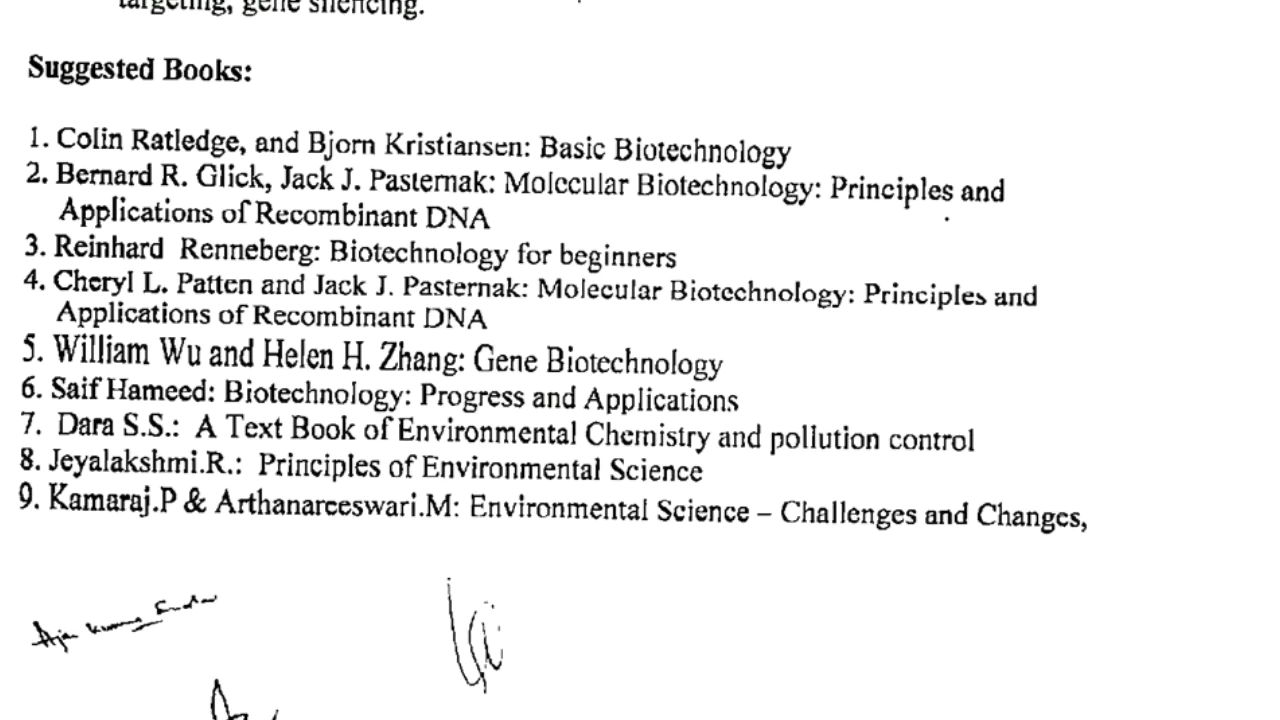 targeting, gene silencing.
Suggested Books:
1. Colin Ratledge, and Bjorn Kristiansen: Basic Biotechnology
2. Bernard R. Glick, Jack J. Pasternak: Molecular Biotechnology: Principles and
Applications of Recombinant DNA
3. Reinhard Renneberg: Biotechnology for beginners
4. Cheryl L. Patten and Jack J. Pasternak: Molecular Biotechnology: Principles and
Applications of Recombinant DNA
5. William Wu and Helen H. Zhang: Gene Biotechnology
6. Saif Hameed: Biotechnology: Progress and Applications
7. Dara S.S.: A Text Book of Environmental Chemistry and pollution control
8. Jeyalakshmi.R.: Principles of Environmental Science
9. Kamaraj.P & Arthanareeswari.M: Environmental Science – Challenges and Changes,